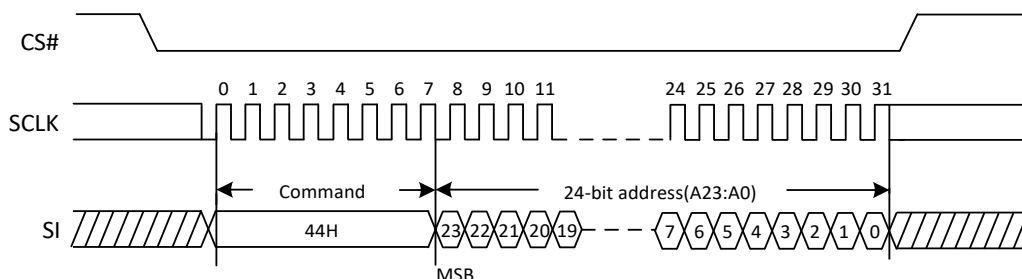 CS#
0 1 2 3 4 5 6 7 8 9 10 11 24 25 26 27 28 29 30 31
SCLK
Command 24-bit address(A23:A0)
SI 44H 23 22 21 20 19 7 6 5 4 3 2 1 0
MSB